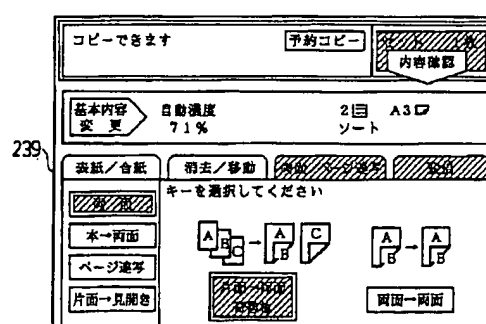 コピーできます
予約コピー
内容確認
基本内容
変 更
自動濃度
71%
2
A3
ソート
239
表紙／合紙
消去／移動
キーを選択してください
両 面
本→両面
ページ連写
片面→見開き
A
B
C
→
A
B
C
A
B
→
A
B
両面→両面